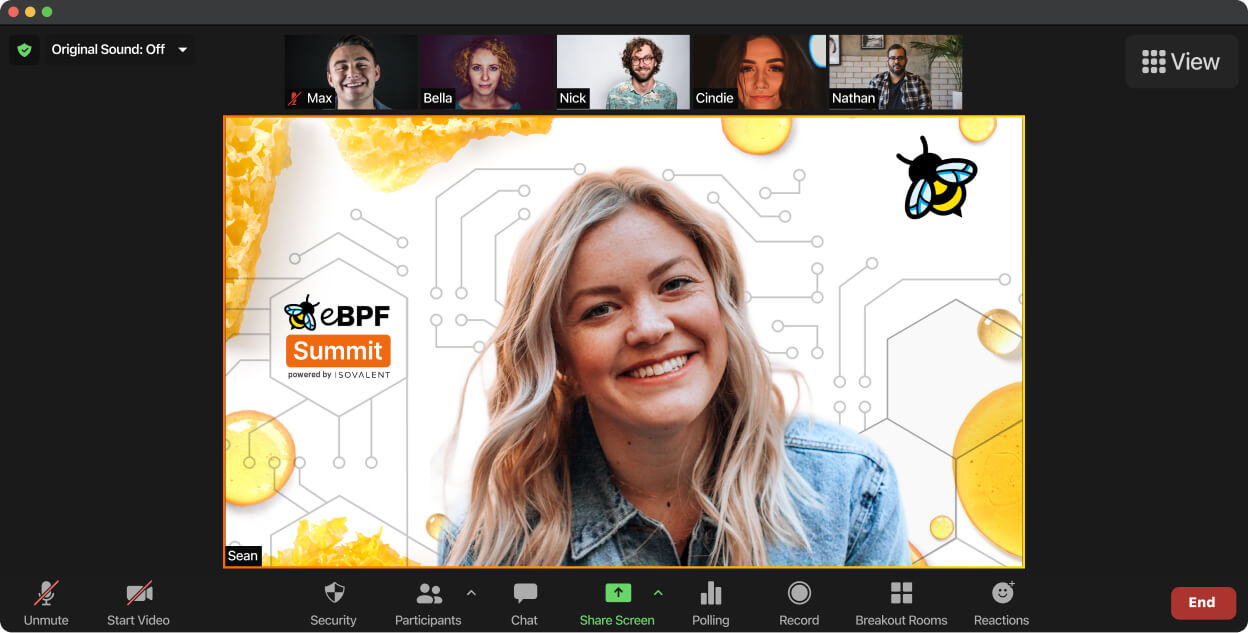 Original Sound: Off
View
Max
Bella
Nick
Cindie
Nathan
eBPF
Summit
powered by ISOVALENT
Sean
Unmute
Start Video
Security
Participants
Chat
Share Screen
Polling
Record
Breakout Rooms
Reactions
End